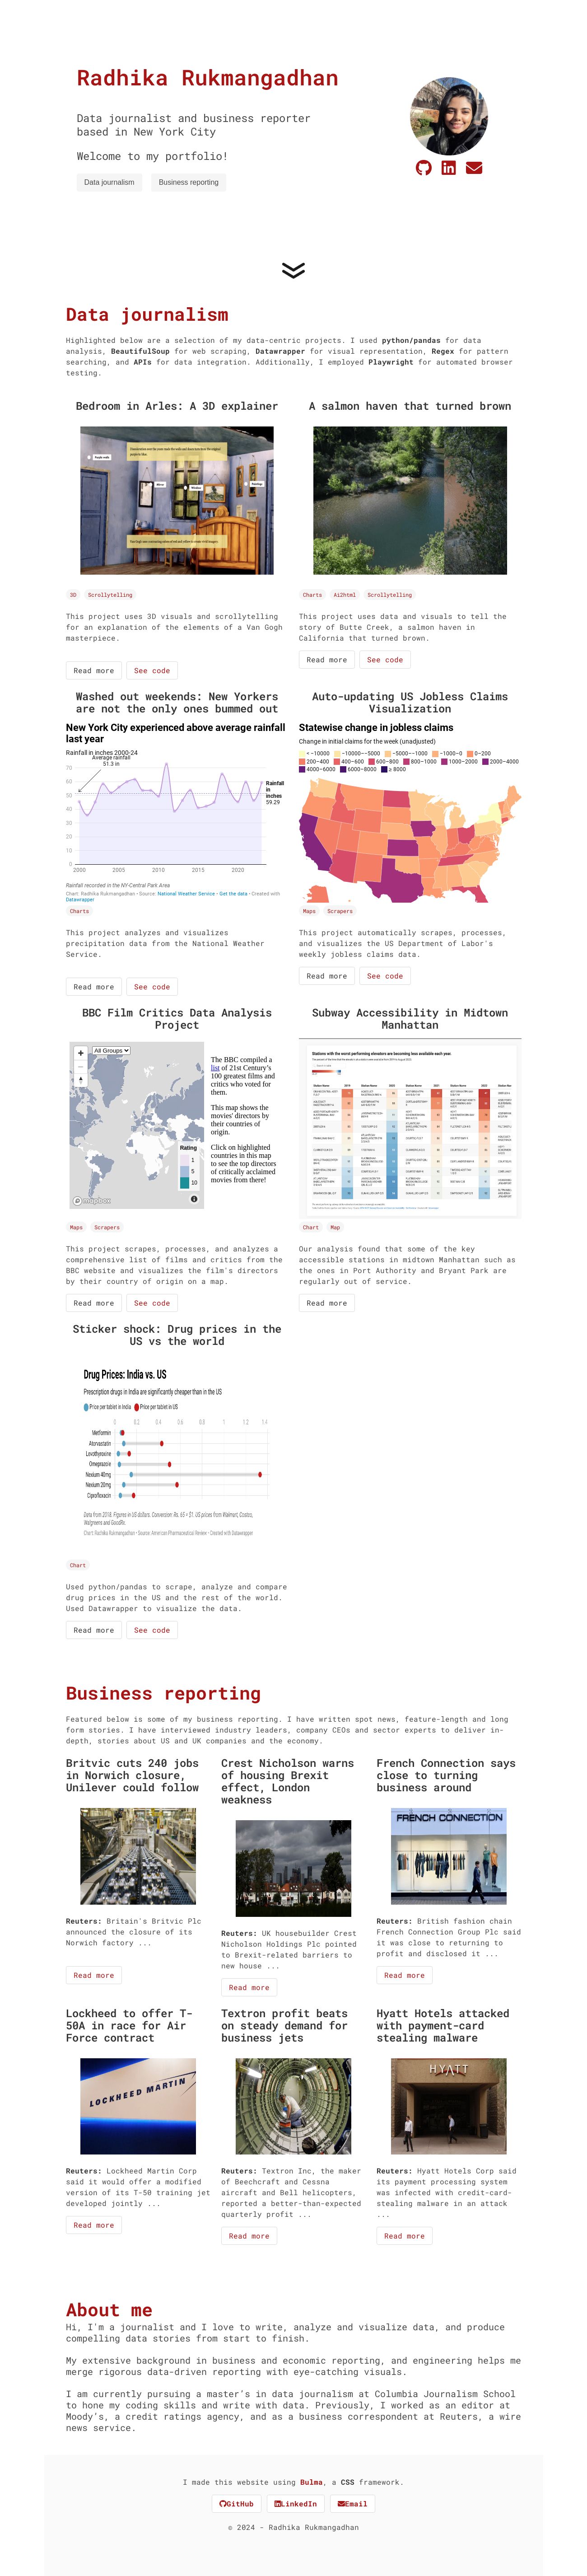 Radhika Rukmangadhan
Data journalist and business reporter
based in New York City
Welcome to my portfolio!
Data journalism
Business reporting
Data journalism
Highlighted below are a selection of my data-centric projects. I used python/pandas for data
analysis, BeautifulSoup for web scraping, Datawrapper for visual representation, Regex for pattern
searching, and APIs for data integration. Additionally, I employed Playwright for automated browser
testing.
Bedroom in Arles: A 3D explainer
3D
Scrollytelling
This project uses 3D visuals and scrollytelling
for an explanation of the elements of a Van Gogh
masterpiece.
Read more
See code
A salmon haven that turned brown
Charts
Ai2html
Scrollytelling
This project uses data and visuals to tell the
story of Butte Creek, a salmon haven in
California that turned brown.
Read more
See code
Washed out weekends: New Yorkers
are not the only ones bummed out
New York City experienced above average rainfall
last year
Rainfall in inches 2000-24
Average rainfall
51.3 in
70
60
50
40
30
20
10
0
2000
2005
2010
2015
2020
Rainfall
in
inches
59.29
Rainfall recorded in the NY-Central Park Area
Chart: Radhika Rukmangadhan • Source: National Weather Service • Get the data • Created with
Datawrapper
Charts
This project analyzes and visualizes
precipitation data from the National Weather
Service.
Read more
See code
Auto-updating US Jobless Claims
Visualization
Statewise change in jobless claims
Change in initial claims for the week (unadjusted)
< −10000
−10000–−5000
−5000–−1000
−1000–0
0–200
200–400
400–600
600–800
800–1000
1000–2000
2000–4000
4000–6000
6000–8000
≥ 8000
Maps
Scrapers
This project automatically scrapes, processes,
and visualizes the US Department of Labor's
weekly jobless claims data.
Read more
See code
BBC Film Critics Data Analysis
Project
All Groups
Rating
1
5
10
mapbox
The BBC compiled a
list of 21st Century's
100 greatest films and
critics who voted for
them.
This map shows the
movies' directors by
their countries of
origin.
Click on highlighted
countries in this map
to see the top directors
of critically acclaimed
movies from there!
Maps
Scrapers
This project scrapes, processes, and analyzes a
comprehensive list of films and critics from the
BBC website and visualizes the film's directors
by their country of origin on a map.
Read more
See code
Subway Accessibility in Midtown
Manhattan
Stations with the worst-performing elevators are becoming less available each year.
Chart
Map
Our analysis found that some of the key
accessible stations in midtown Manhattan such as
the ones in Port Authority and Bryant Park are
regularly out of service.
Read more
Sticker shock: Drug prices in the
US vs the world
Drug Prices: India vs. US
Prescription drugs in India are significantly cheaper than in the US
Price per tablet in India
Price per tablet in US
0
0.2
0.4
0.6
0.8
1
1.2
1.4
Metformin
Atorvastatin
Levothyroxine
Omeprazole
Nexium 40mg
Nexium 20mg
Ciprofloxacin
Data from 2018. Figures in US dollars. Conversion: Rs. 65 = $1. US prices from Walmart, Costco,
Walgreens and GoodRx.
Chart: Radhika Rukmangadhan • Source: American Pharmaceutical Review • Created with Datawrapper
Chart
Used python/pandas to scrape, analyze and compare
drug prices in the US and the rest of the world.
Used Datawrapper to visualize the data.
Read more
See code
Business reporting
Featured below is some of my business reporting. I have written spot news, feature-length and long
form stories. I have interviewed industry leaders, company CEOs and sector experts to deliver in-
depth, stories about US and UK companies and the economy.
Britvic cuts 240 jobs
in Norwich closure,
Unilever could follow
Reuters: Britain's Britvic Plc
announced the closure of its
Norwich factory ...
Read more
Crest Nicholson warns
of housing Brexit
effect, London
weakness
Reuters: UK housebuilder Crest
Nicholson Holdings Plc pointed
to Brexit-related barriers to
new house ...
Read more
French Connection says
close to turning
business around
FRENCH CONNECTION
Reuters: British fashion chain
French Connection Group Plc said
it was close to returning to
profit and disclosed it ...
Read more
Lockheed to offer T-
50A in race for Air
Force contract
LOCKHEED MARTIN
Reuters: Lockheed Martin Corp
said it would offer a modified
version of its T-50 training jet
developed jointly ...
Read more
Textron profit beats
on steady demand for
business jets
Reuters: Textron Inc, the maker
of Beechcraft and Cessna
aircraft and Bell helicopters,
reported a better-than-expected
quarterly profit ...
Read more
Hyatt Hotels attacked
with payment-card
stealing malware
HYATT
Reuters: Hyatt Hotels Corp said
its payment processing system
was infected with credit-card-
stealing malware in an attack
...
Read more
About me
Hi, I'm a journalist and I love to write, analyze and visualize data, and produce
compelling data stories from start to finish.
My extensive background in business and economic reporting, and engineering helps me
merge rigorous data-driven reporting with eye-catching visuals.
I am currently pursuing a master's in data journalism at Columbia Journalism School
to hone my coding skills and write with data. Previously, I worked as an editor at
Moody's, a credit ratings agency, and as a business correspondent at Reuters, a wire
news service.
I made this website using Bulma, a CSS framework.
GitHub
LinkedIn
Email
© 2024 - Radhika Rukmangadhan